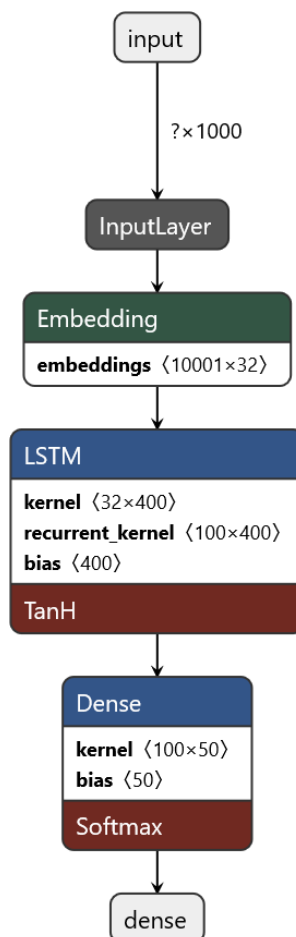 input
?×1000
InputLayer
Embedding
embeddings 〈10001×32〉
LSTM
kernel 〈32×400〉
recurrent_kernel 〈100×400〉
bias 〈400〉
TanH
Dense
kernel 〈100×50〉
bias 〈50〉
Softmax
dense